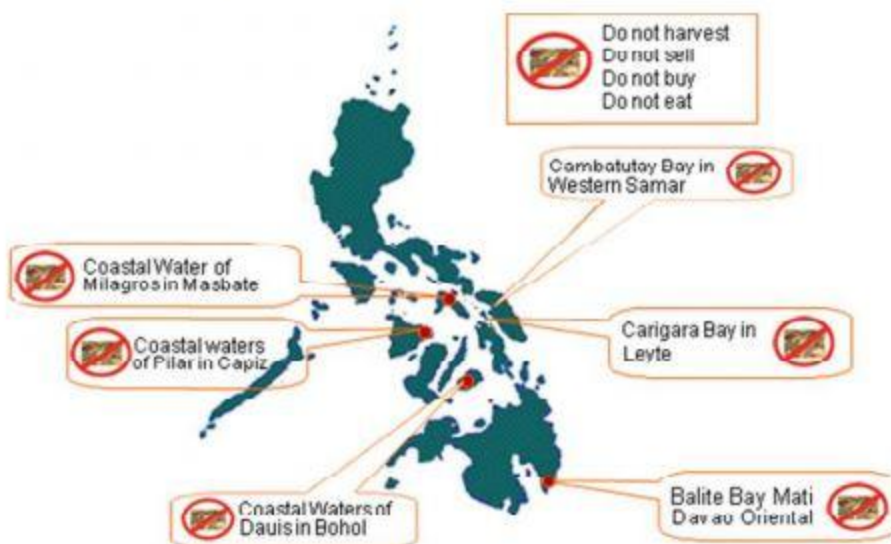 Do not harvest
Do not sell
Do not buy
Do not eat
Cambatutay Bay in
Western Samar
Coastal Water of
Milagros in Masbate
Coastal waters
of Pilar in Capiz
Carigara Bay in
Leyte
Coastal Waters of
Dauis in Bohol
Balite Bay Mati
Davao Oriental